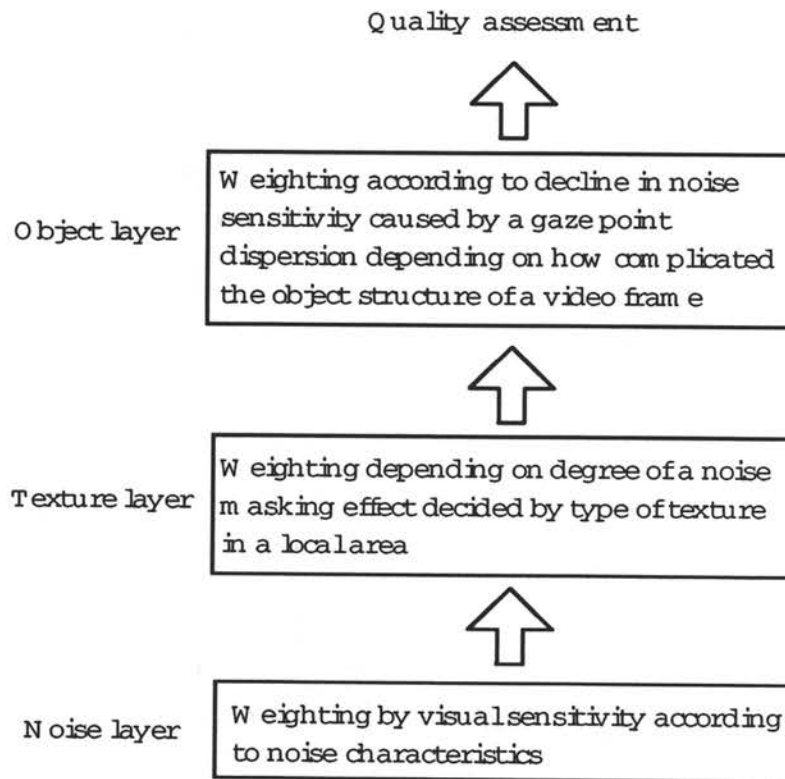 Quality assessment
Weighting according to decline in noise
sensitivity caused by a gaze point
dispersion depending on how complicated
the object structure of a video frame
Object layer
Weighting depending on degree of a noise
masking effect decided by type of texture
in a local area
Texture layer
Weighting by visual sensitivity according
to noise characteristics
Noise layer